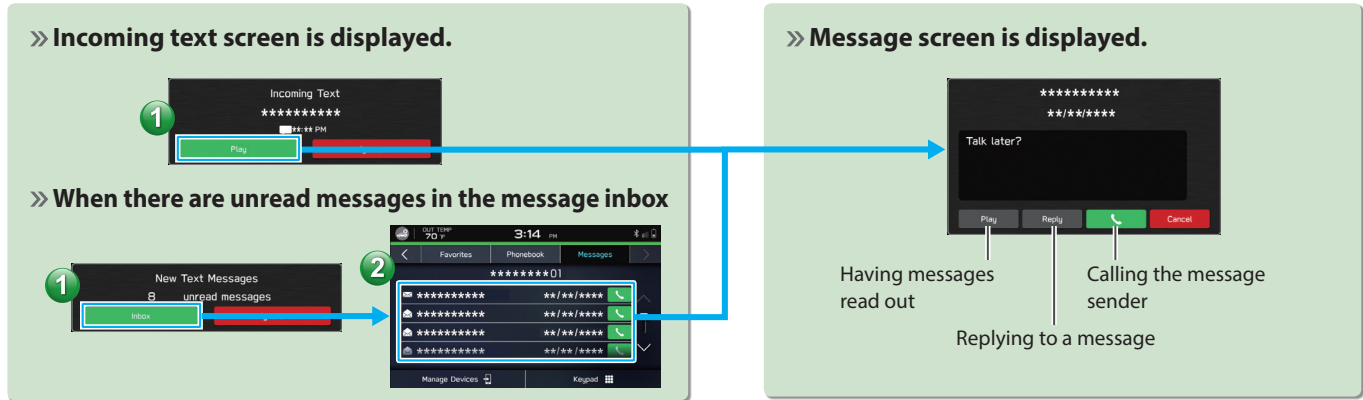 » Incoming text screen is displayed.
Incoming Text
**********
**:** PM
1
Play
» When there are unread messages in the message inbox
1
New Text Messages
8 unread messages
Inbox
2
OUT TEMP
70 °F
3:14 PM
Favorites
Phonebook
Messages
********01
********** **/**/****
********** **/**/****
********** **/**/****
********** **/**/****
Manage Devices
Keypad
» Message screen is displayed.
**********
**/**/****
Talk later?
Play
Reply
Cancel
Having messages
read out
Calling the message
sender
Replying to a message